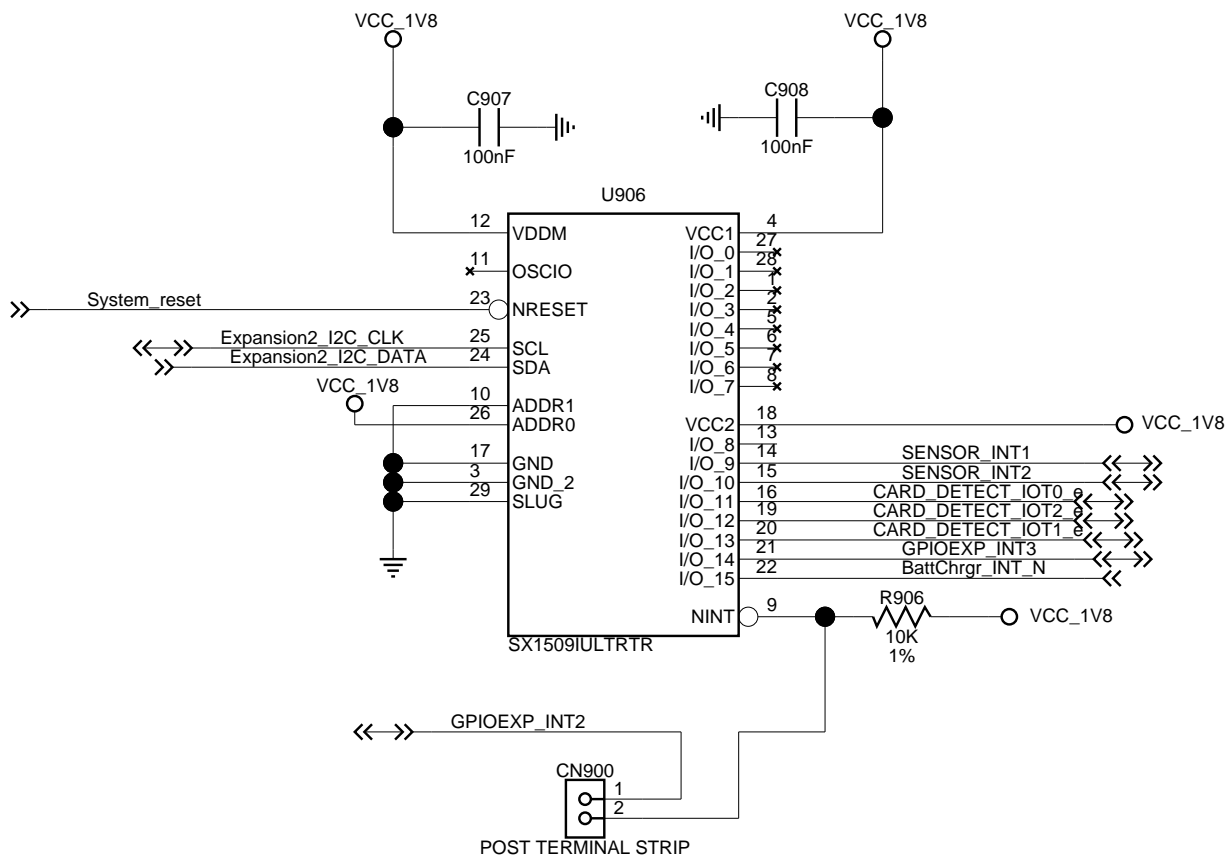 VCC_1V8
VCC_1V8
C907
100nF
C908
100nF
U906
12
VDDM
11
OSCIO
System_reset
23
NRESET
Expansion2_I2C_CLK
25
SCL
Expansion2_I2C_DATA
24
SDA
VCC_1V8
10
ADDR1
26
ADDR0
17
GND
3
GND_2
29
SLUG
VCC1
4
I/O_0
27
I/O_1
28
I/O_2
1
I/O_3
2
I/O_4
5
I/O_5
6
I/O_6
7
I/O_7
8
VCC2
18
VCC_1V8
I/O_8
13
I/O_9
14
SENSOR_INT1
I/O_10
15
SENSOR_INT2
I/O_11
16
CARD_DETECT_IOT0_e
I/O_12
19
CARD_DETECT_IOT2_e
I/O_13
20
CARD_DETECT_IOT1_e
I/O_14
21
GPIOEXP_INT3
I/O_15
22
BattChrgr_INT_N
NINT
9
R906
10K
1%
VCC_1V8
SX1509IULTRTR
GPIOEXP_INT2
CN900
1
2
POST TERMINAL STRIP